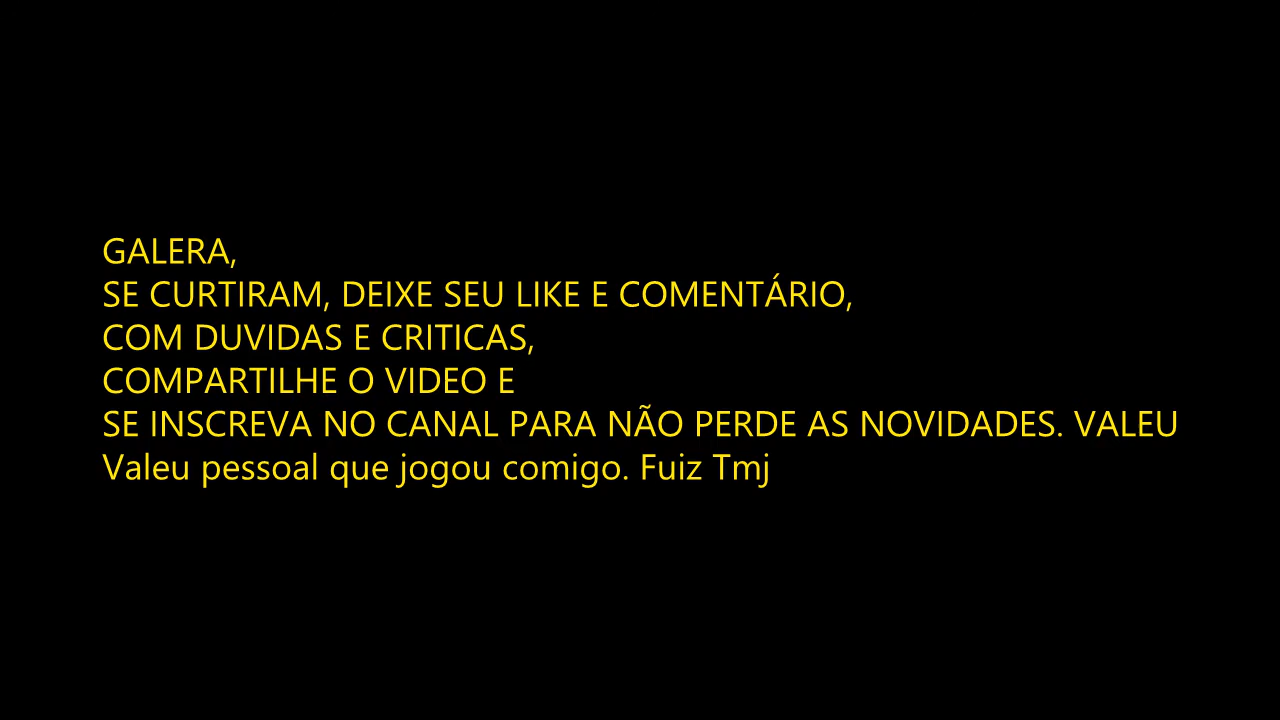 GALERA,
SE CURTIRAM, DEIXE SEU LIKE E COMENTÁRIO,
COM DUVIDAS E CRITICAS,
COMPARTILHE O VIDEO E
SE INSCREVA NO CANAL PARA NÃO PERDE AS NOVIDADES. VALEU
Valeu pessoal que jogou comigo. Fuiz Tmj